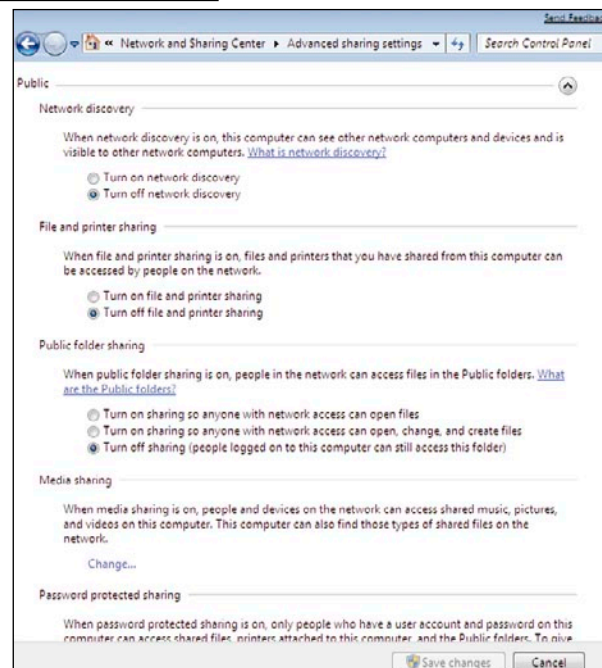 Send Feedbac
« Network and Sharing Center ▸ Advanced sharing settings
Search Control Panel
Public
Network discovery
When network discovery is on, this computer can see other network computers and devices and is
visible to other network computers. What is network discovery?
Turn on network discovery
Turn off network discovery
File and printer sharing
When file and printer sharing is on, files and printers that you have shared from this computer can
be accessed by people on the network.
Turn on file and printer sharing
Turn off file and printer sharing
Public folder sharing
When public folder sharing is on, people in the network can access files in the Public folders. What
are the Public folders?
Turn on sharing so anyone with network access can open files
Turn on sharing so anyone with network access can open, change, and create files
Turn off sharing (people logged on to this computer can still access this folder)
Media sharing
When media sharing is on, people and devices on the network can access shared music, pictures,
and videos on this computer. This computer can also find those types of shared files on the
network.
Change...
Password protected sharing
When password protected sharing is on, only people who have a user account and password on this
computer can access shared files, printers attached to this computer, and the Public folders. To give
Save changes
Cancel